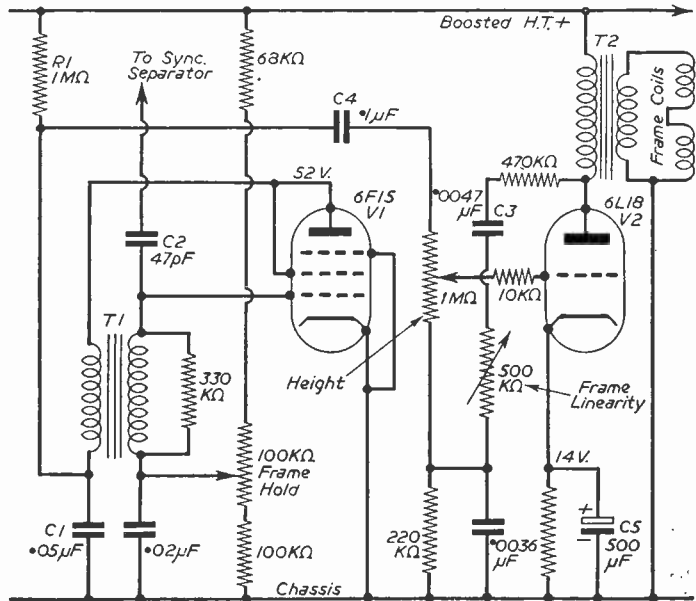 Boosted H.T.+
R1
1MΩ
To Sync.
Separator
68KΩ
C4
·1µF
T2
Frame Coils
52V.
6F15
V1
·0047
µF
C3
470KΩ
6L18
V2
C2
47pF
T1
330
KΩ
Height
1MΩ
10KΩ
500
KΩ
Frame
Linearity
100KΩ
Frame
Hold
14V.
C1
·05µF
·02µF
100KΩ
220
KΩ
·0036
µF
+
−
C5
500
µF
Chassis